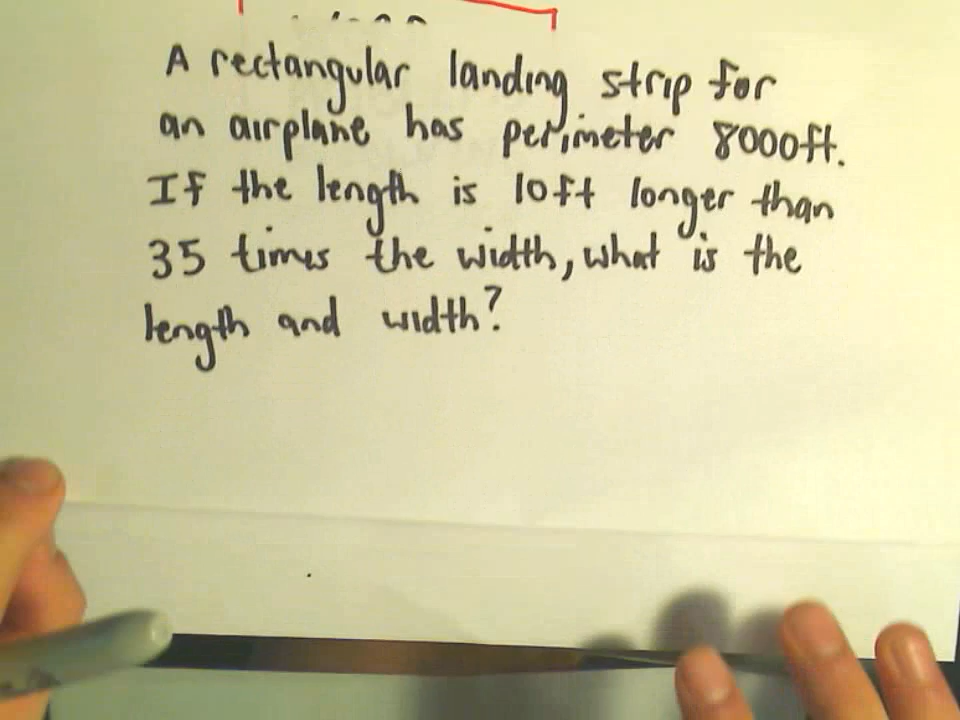 A rectangular landing strip for
an airplane has perimeter 8000ft.
If the length is 10ft longer than
35 times the width, what is the
length and width?